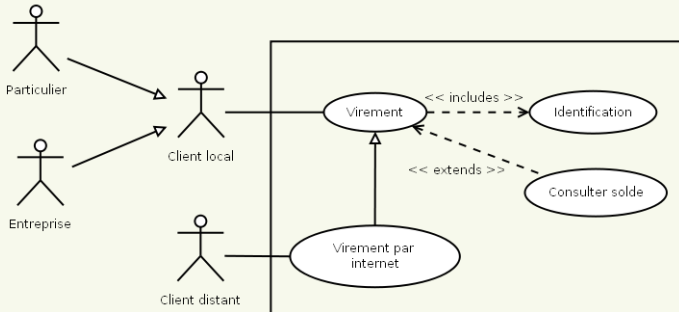 Particulier
Client local
Entreprise
Client distant
Virement
<< includes >>
Identification
<< extends >>
Consulter solde
Virement par
internet